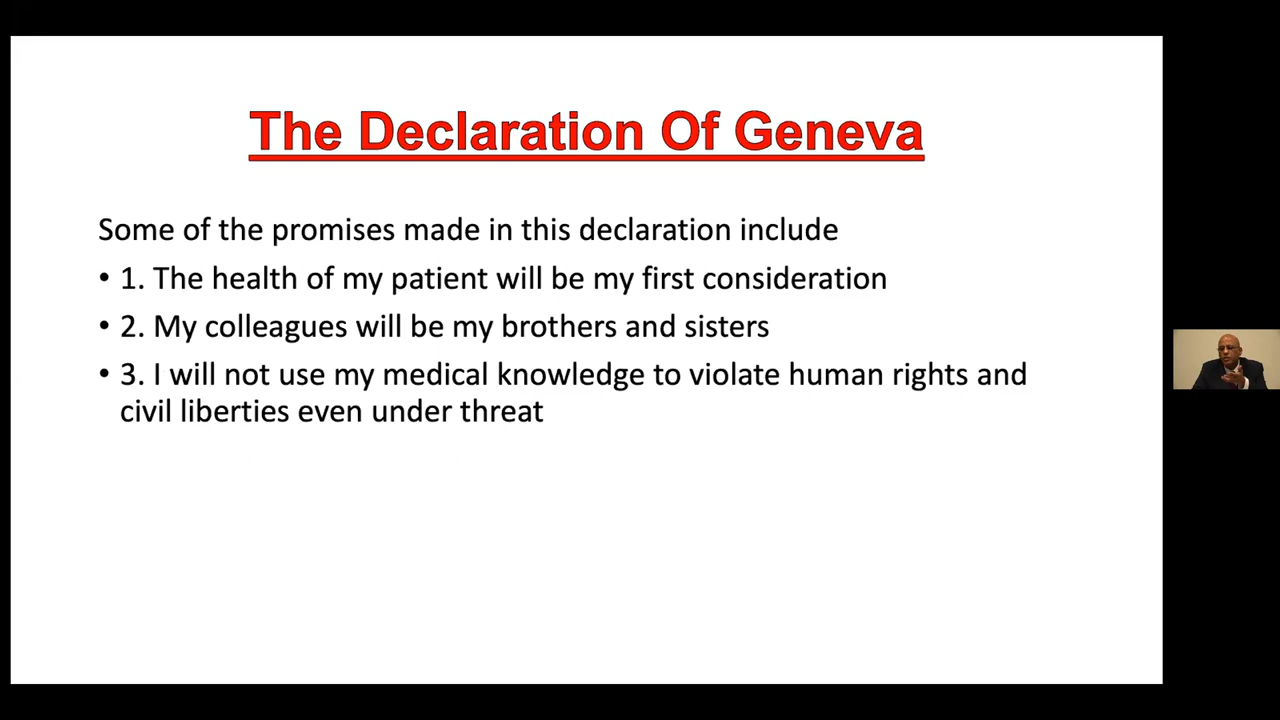 The Declaration Of Geneva
Some of the promises made in this declaration include
• 1. The health of my patient will be my first consideration
• 2. My colleagues will be my brothers and sisters
• 3. I will not use my medical knowledge to violate human rights and
civil liberties even under threat